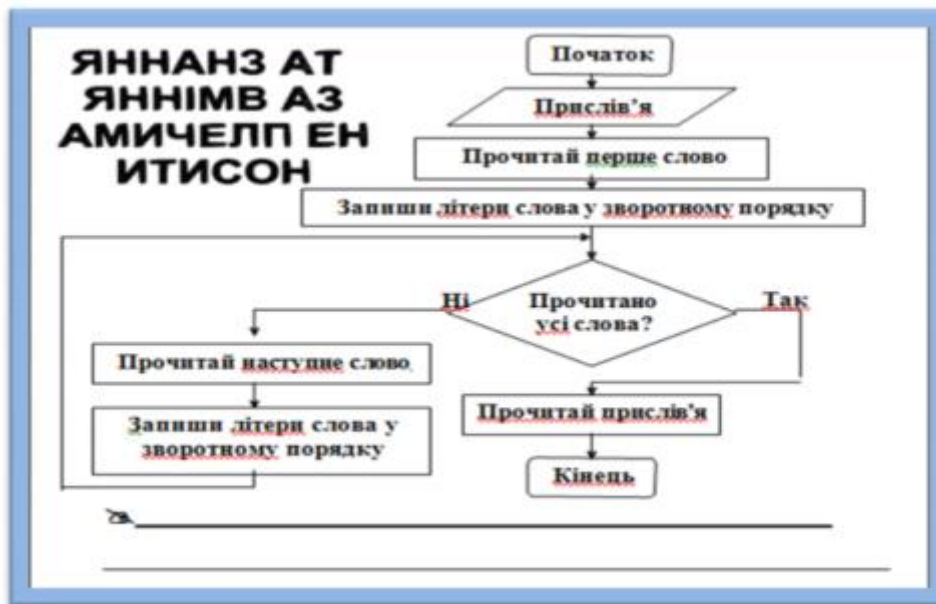 ЯННАНЗ АТ
ЯННІМВ АЗ
АМИЧЕЛП ЕН
ИТИСОН
Початок
Прислів'я
Прочитай перше слово
Запиши літери слова у зворотному порядку
Прочитано
усі слова?
Ні
Так
Прочитай наступне слово
Запиши літери слова у
зворотному порядку
Прочитай прислів'я
Кінець